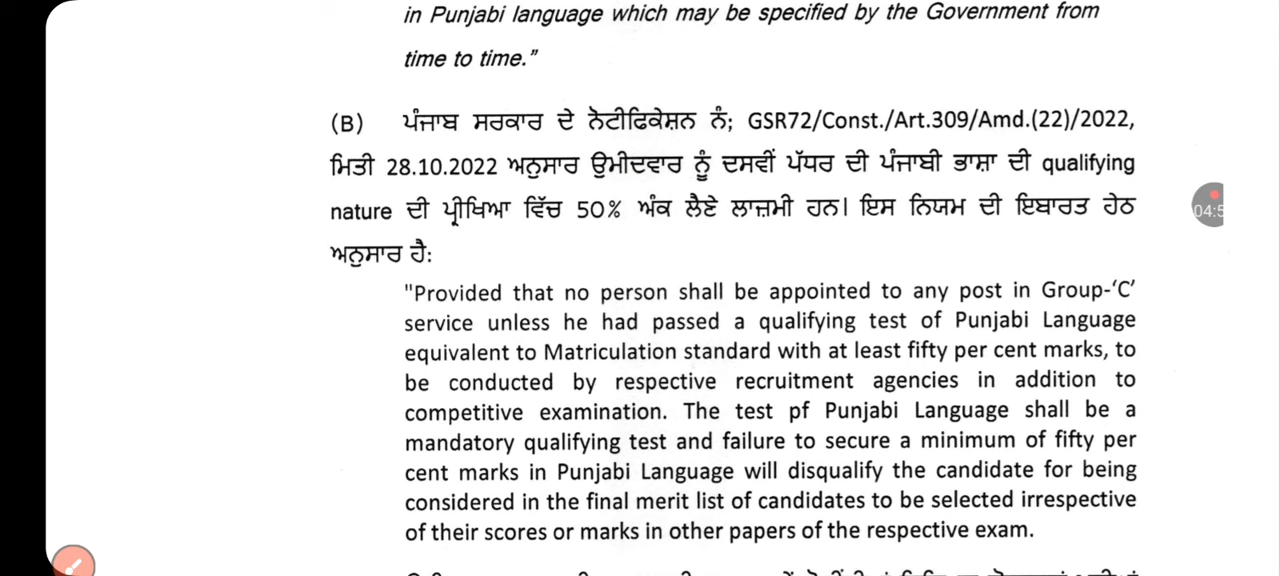 in Punjabi language which may be specified by the Government from
time to time.”
(B) ਪੰਜਾਬ ਸਰਕਾਰ ਦੇ ਨੋਟੀਫਿਕੇਸ਼ਨ ਨੰ; GSR72/Const./Art.309/Amd.(22)/2022,
ਮਿਤੀ 28.10.2022 ਅਨੁਸਾਰ ਉਮੀਦਵਾਰ ਨੂੰ ਦਸਵੀਂ ਪੱਧਰ ਦੀ ਪੰਜਾਬੀ ਭਾਸ਼ਾ ਦੀ qualifying
nature ਦੀ ਪ੍ਰੀਖਿਆ ਵਿੱਚ 50% ਅੰਕ ਲੈਣੇ ਲਾਜ਼ਮੀ ਹਨ। ਇਸ ਨਿਯਮ ਦੀ ਇਬਾਰਤ ਹੇਠ
04:5
ਅਨੁਸਾਰ ਹੈ:
"Provided that no person shall be appointed to any post in Group-‘C’
service unless he had passed a qualifying test of Punjabi Language
equivalent to Matriculation standard with at least fifty per cent marks, to
be conducted by respective recruitment agencies in addition to
competitive examination. The test pf Punjabi Language shall be a
mandatory qualifying test and failure to secure a minimum of fifty per
cent marks in Punjabi Language will disqualify the candidate for being
considered in the final merit list of candidates to be selected irrespective
of their scores or marks in other papers of the respective exam.